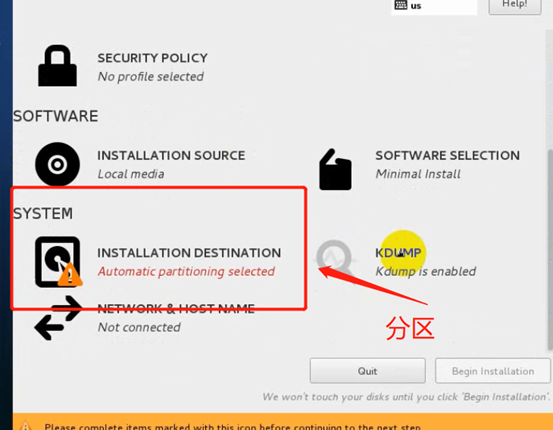 us
Help!
SECURITY POLICY
No profile selected
SOFTWARE
INSTALLATION SOURCE
Local media
SOFTWARE SELECTION
Minimal Install
SYSTEM
INSTALLATION DESTINATION
Automatic partitioning selected
KDUMP
Kdump is enabled
分区
NETWORK & HOST NAME
Not connected
Quit
Begin Installation
We won't touch your disks until you click 'Begin Installation'.
Please complete items marked with this icon before continuing to the next step.